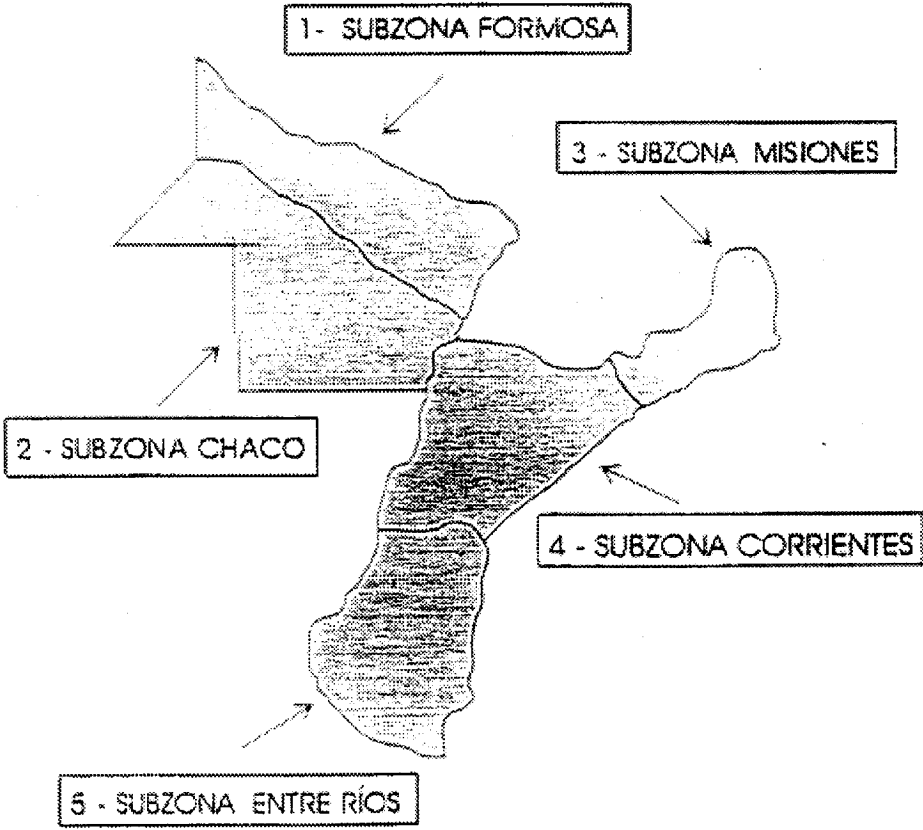 1- SUBZONA FORMOSA
3 - SUBZONA MISIONES
2 - SUBZONA CHACO
4 - SUBZONA CORRIENTES
5 - SUBZONA ENTRE RÍOS